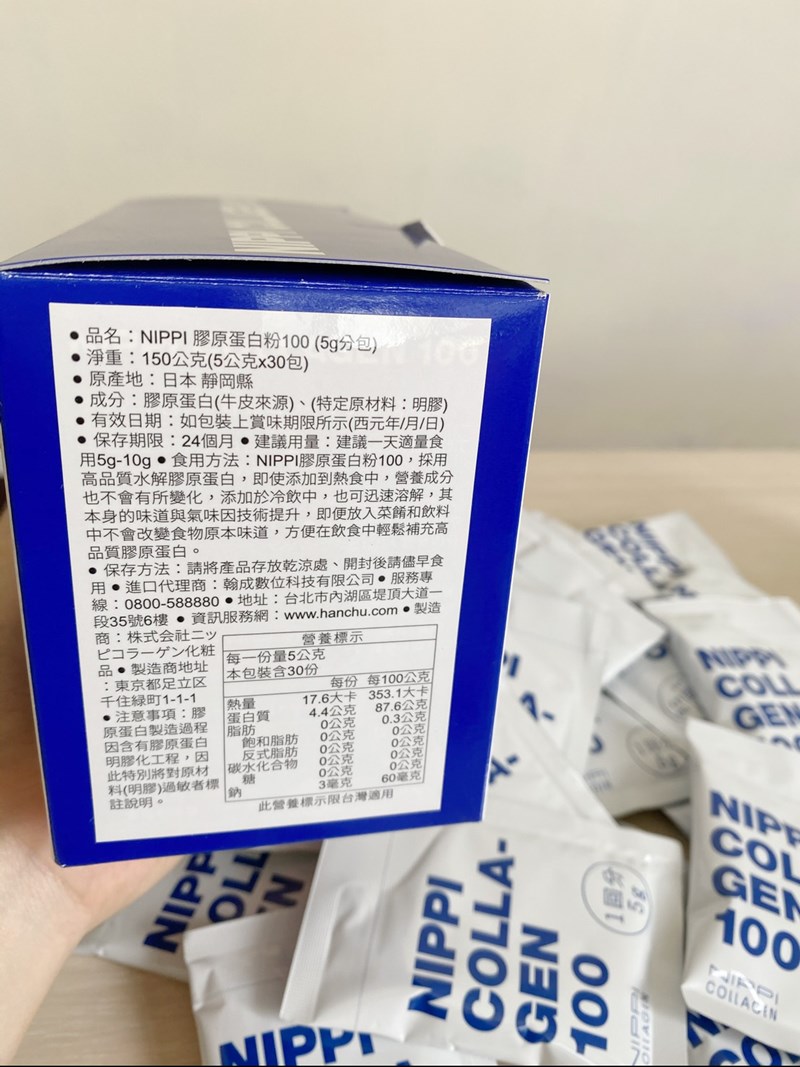 NIPPI
• 品名：NIPPI 膠原蛋白粉100 (5g分包)
• 淨重：150公克(5公克x30包)
• 原產地：日本 靜岡縣
• 成分：膠原蛋白(牛皮來源)、(特定原材料：明膠)
• 有效日期：如包裝上賞味期限所示(西元年/月/日)
• 保存期限：24個月 • 建議用量：建議一天適量食
用5g-10g • 食用方法：NIPPI膠原蛋白粉100，採用
高品質水解膠原蛋白，即使添加到熱食中，營養成分
也不會有所變化，添加於冷飲中，也可迅速溶解，其
本身的味道與氣味因技術提升，即便放入菜餚和飲料
中不會改變食物原本味道，方便在飲食中輕鬆補充高
品質膠原蛋白。
• 保存方法：請將產品存放乾涼處、開封後請儘早食
用 • 進口代理商：翰成數位科技有限公司 • 服務專
線：0800-588880 • 地址：台北市內湖區堤頂大道一
段35號6樓 • 資訊服務網：www.hanchu.com • 製造
商：株式会社ニッ
ピコラーゲン化粧
品 • 製造商地址
：東京都足立区
千住緑町1-1-1
• 注意事項：膠
原蛋白製造過程
因含有膠原蛋白
明膠化工程，因
此特別將對原材
料(明膠)過敏者標
註說明。
營養標示
每一份量5公克
本包裝含30份
每份 每100公克
熱量 17.6大卡 353.1大卡
蛋白質 4.4公克 87.6公克
脂肪 0公克 0.3公克
飽和脂肪 0公克 0公克
反式脂肪 0公克 0公克
碳水化合物 0公克 0公克
糖 0公克 0公克
鈉 3毫克 60毫克
此營養標示限台灣適用
NIPPI
COLLA-
GEN
100
1回分
5g
NIPPI
COLLAGEN
NIPPI
COLLA
GEN
NIPPI
COLL
GEN
NIPP
COL
GEN
100
NIPPI
COLLAGEN
NIPP
OLL
N
NIPPI